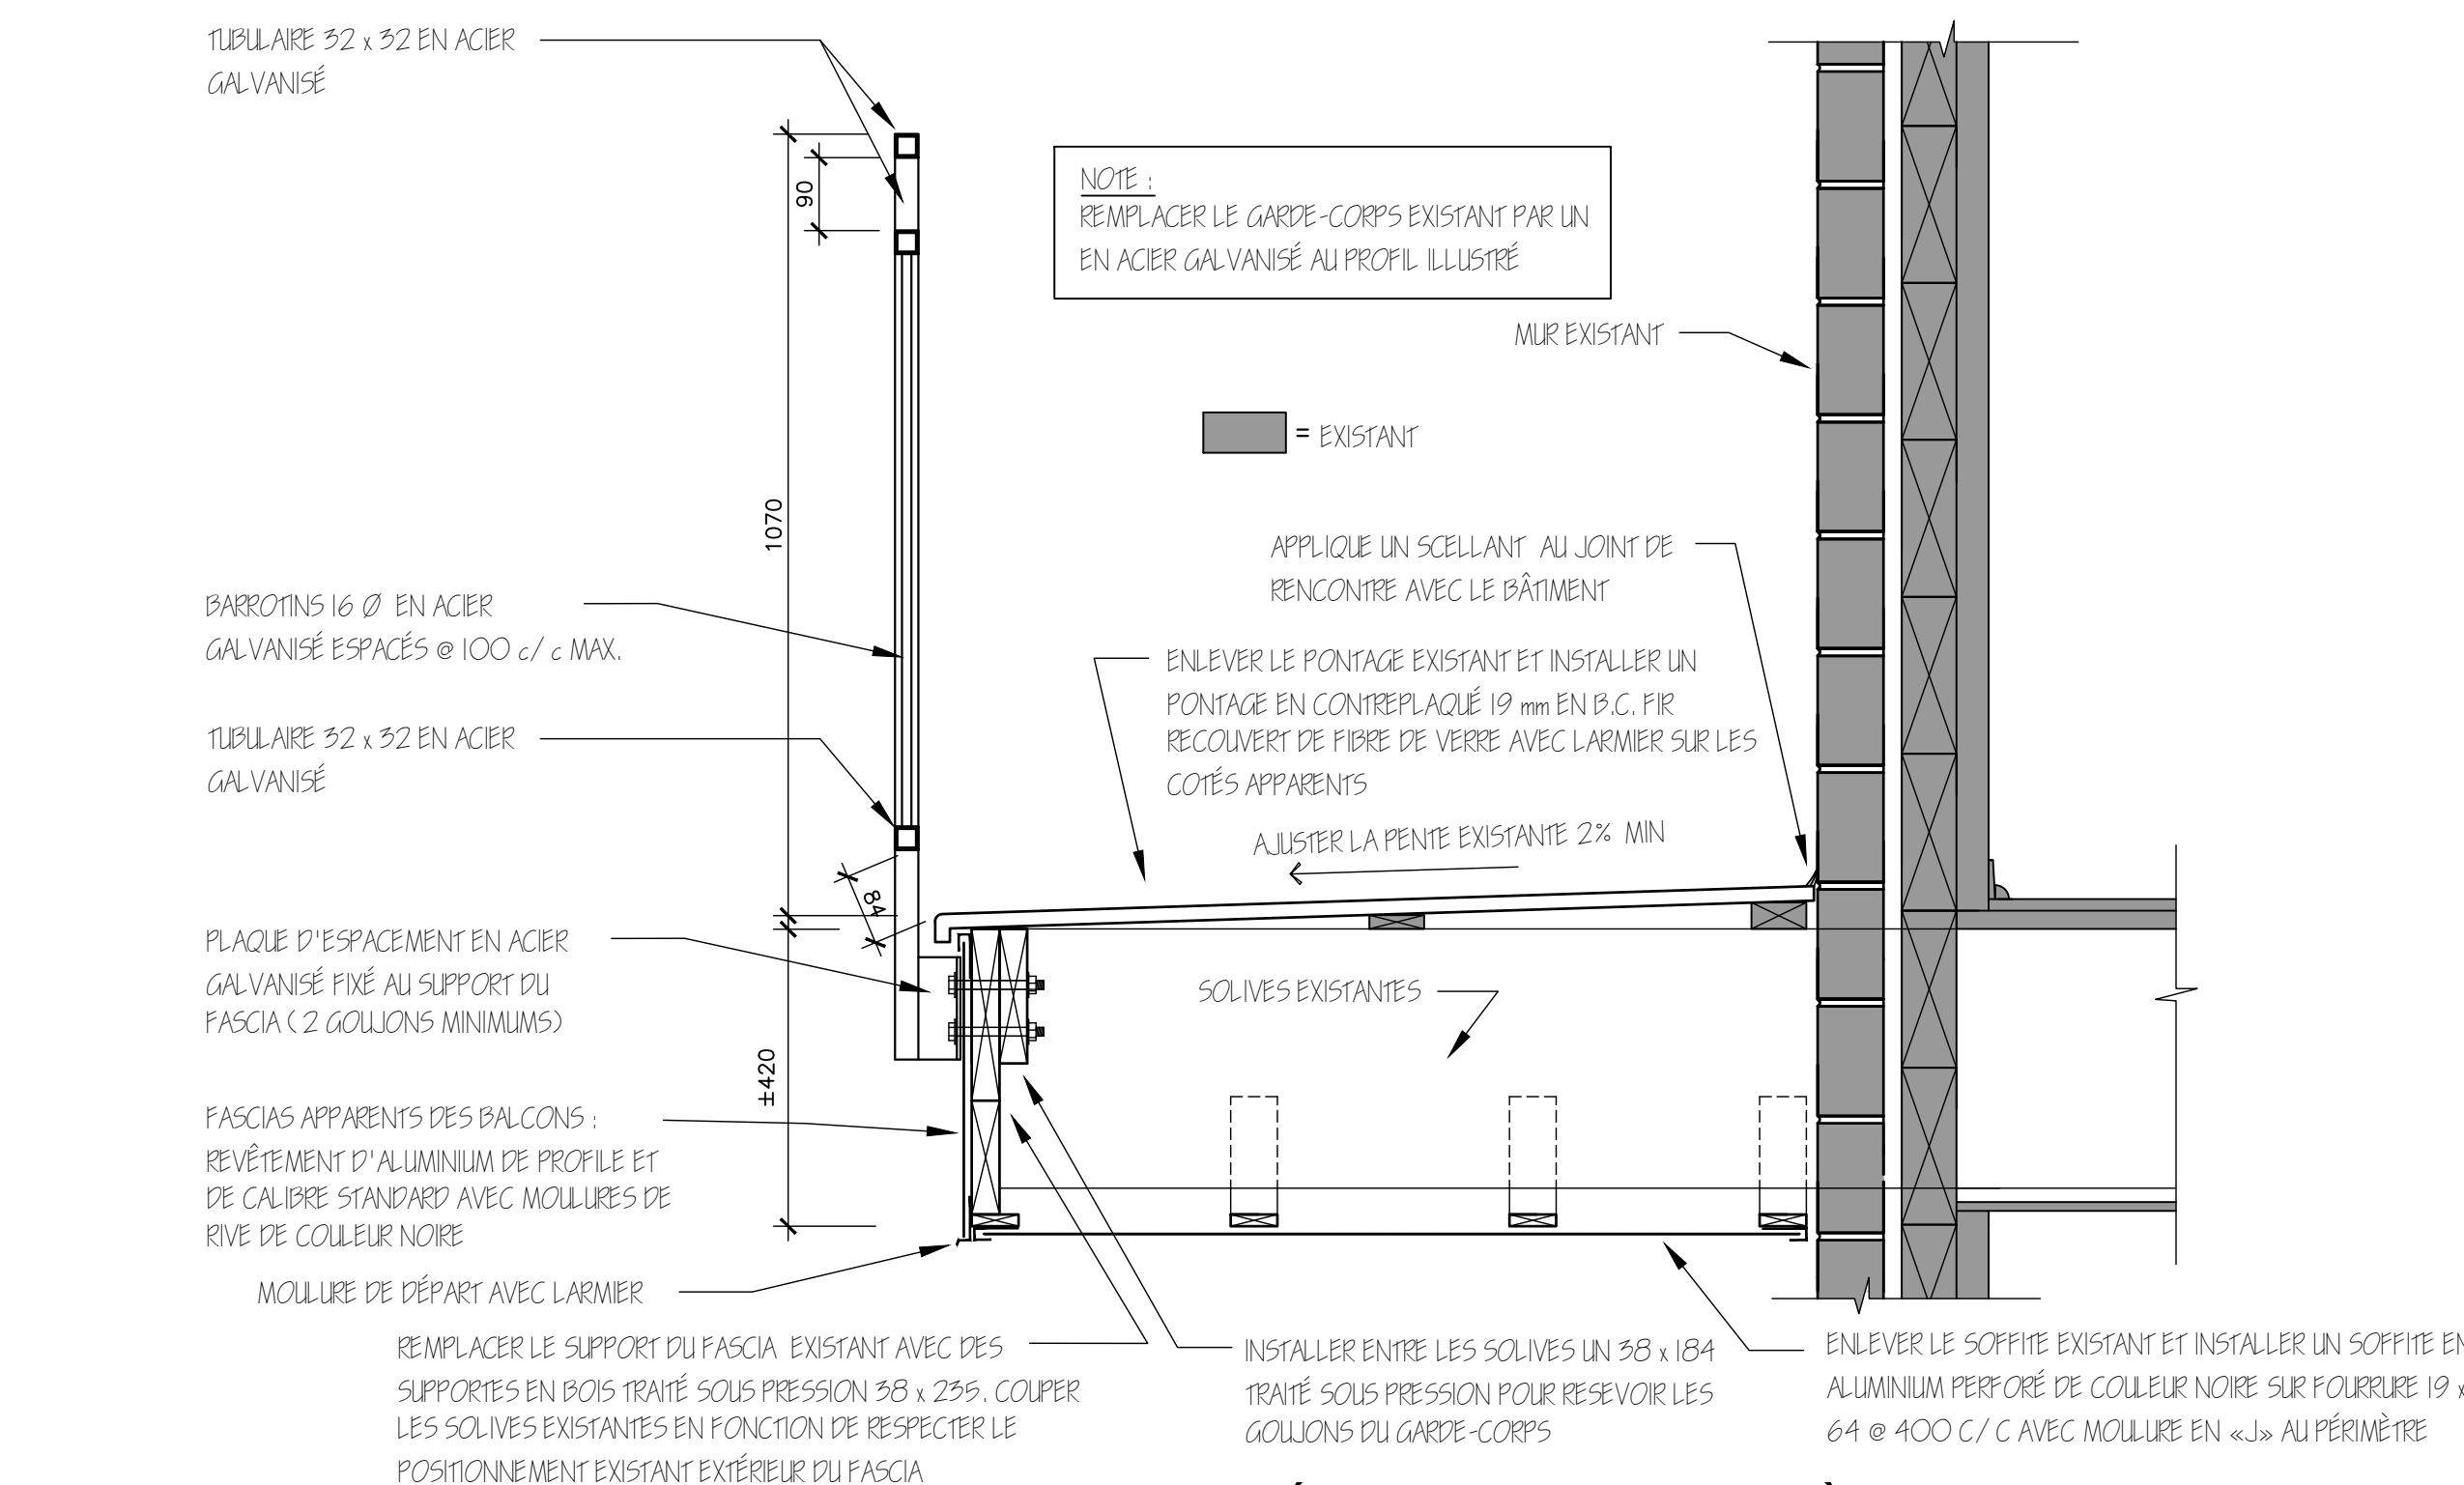 TUBULAIRE 32 x 32 EN ACIER
GALVANISÉ
90
NOTE :
REMPLACER LE GARDE-CORPS EXISTANT PAR UN
EN ACIER GALVANISÉ AU PROFIL ILLUSTRÉ
MUR EXISTANT
= EXISTANT
1070
APPLIQUE UN SCELLANT AU JOINT DE
RENCONTRE AVEC LE BÂTIMENT
BARROTINS 16 Ø EN ACIER
GALVANISÉ ESPACÉS @ 100 c/ c MAX.
ENLEVER LE PONTAGE EXISTANT ET INSTALLER UN
PONTAGE EN CONTREPLAQUÉ 19 mm EN B.C. FIR
RECOUVERT DE FIBRE DE VERRE AVEC LARMIER SUR LES
COTÉS APPARENTS
TUBULAIRE 32 x 32 EN ACIER
GALVANISÉ
AJUSTER LA PENTE EXISTANTE 2% MIN
84
PLAQUE D'ESPACEMENT EN ACIER
GALVANISÉ FIXÉ AU SUPPORT DU
FASCIA ( 2 GOUJONS MINIMUMS)
SOLIVES EXISTANTES
±420
FASCIAS APPARENTS DES BALCONS :
REVÊTEMENT D'ALUMINIUM DE PROFILE ET
DE CALIBRE STANDARD AVEC MOULURES DE
RIVE DE COULEUR NOIRE
MOULURE DE DÉPART AVEC LARMIER
REMPLACER LE SUPPORT DU FASCIA EXISTANT AVEC DES
SUPPORTES EN BOIS TRAITÉ SOUS PRESSION 38 x 235. COUPER
LES SOLIVES EXISTANTES EN FONCTION DE RESPECTER LE
POSITIONNEMENT EXISTANT EXTÉRIEUR DU FASCIA
INSTALLER ENTRE LES SOLIVES UN 38 x 184
TRAITÉ SOUS PRESSION POUR RESEVOIR LES
GOUJONS DU GARDE-CORPS
ENLEVER LE SOFFITE EXISTANT ET INSTALLER UN SOFFITE EN
ALUMINIUM PERFORÉ DE COULEUR NOIRE SUR FOURRURE 19 x
64 @ 400 C/ C AVEC MOULURE EN «J» AU PÉRIMÈTRE